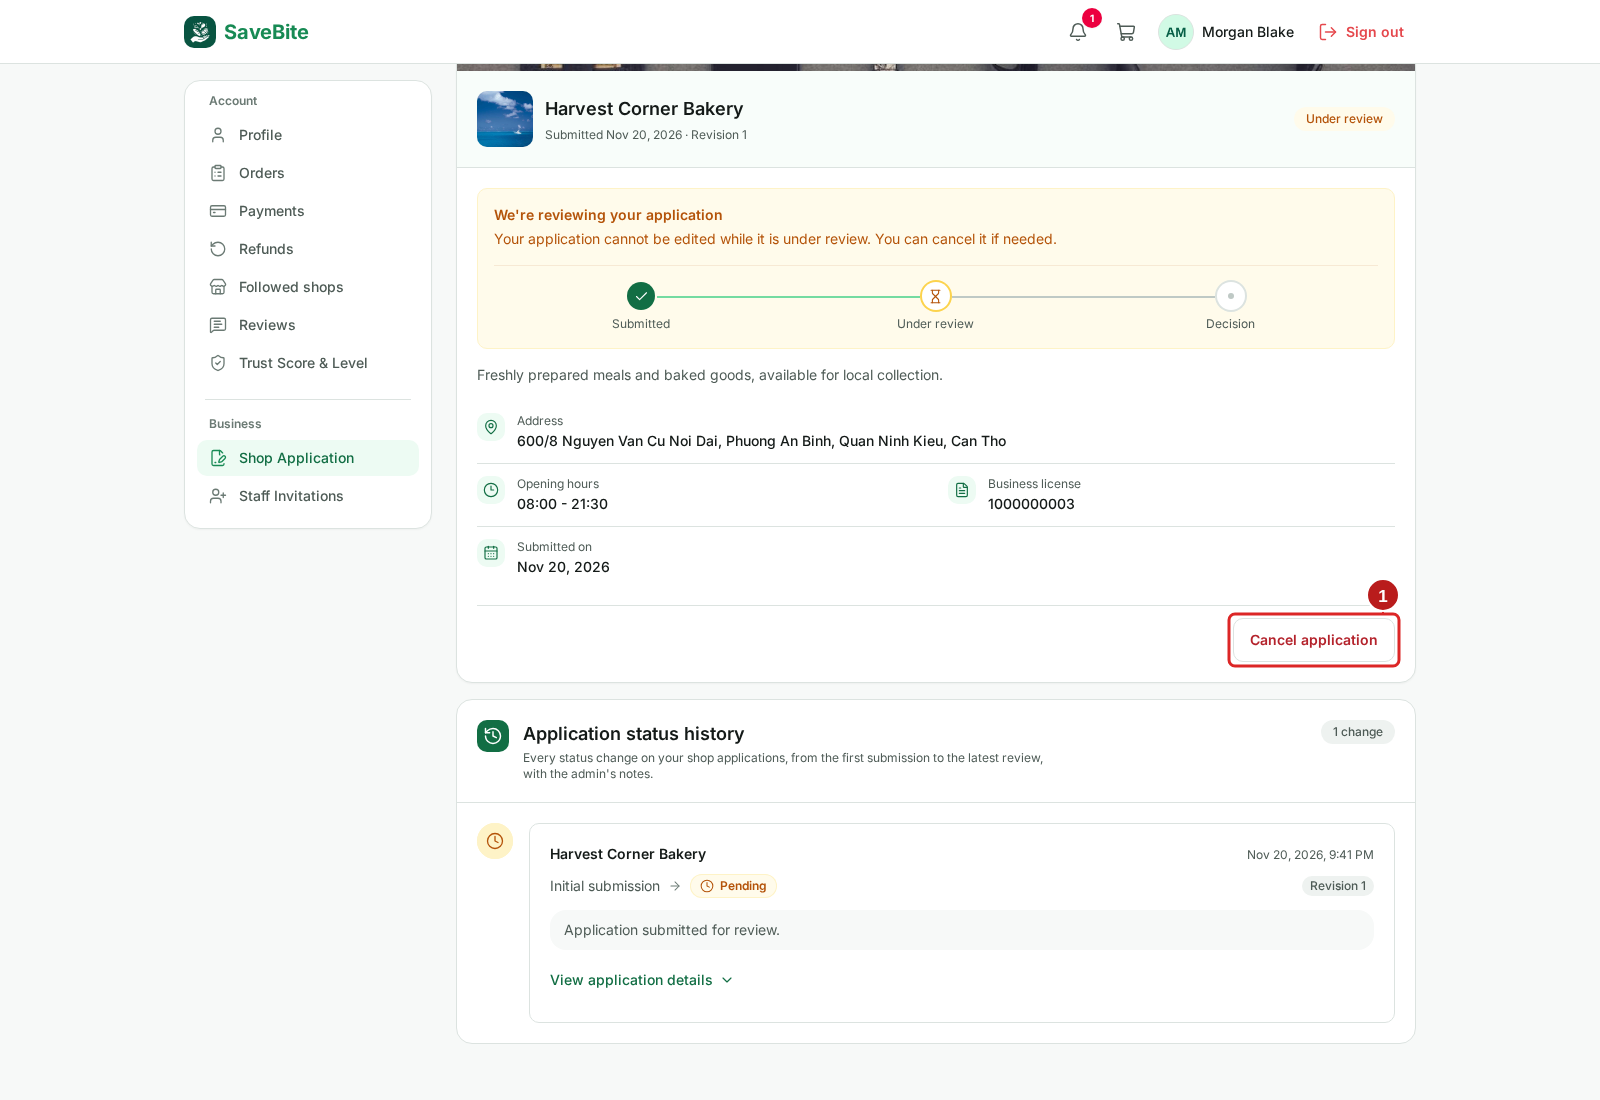 SaveBite
1
AM
Morgan Blake
Sign out
Account
Profile
Orders
Payments
Refunds
Followed shops
Reviews
Trust Score & Level
Business
Shop Application
Staff Invitations
Harvest Corner Bakery
Submitted Nov 20, 2026 · Revision 1
Under review
We're reviewing your application
Your application cannot be edited while it is under review. You can cancel it if needed.
Submitted
Under review
Decision
Freshly prepared meals and baked goods, available for local collection.
Address
600/8 Nguyen Van Cu Noi Dai, Phuong An Binh, Quan Ninh Kieu, Can Tho
Opening hours
08:00 - 21:30
Business license
1000000003
Submitted on
Nov 20, 2026
1
Cancel application
Application status history
1 change
Every status change on your shop applications, from the first submission to the latest review,
with the admin's notes.
Harvest Corner Bakery
Nov 20, 2026, 9:41 PM
Initial submission → Pending
Revision 1
Application submitted for review.
View application details